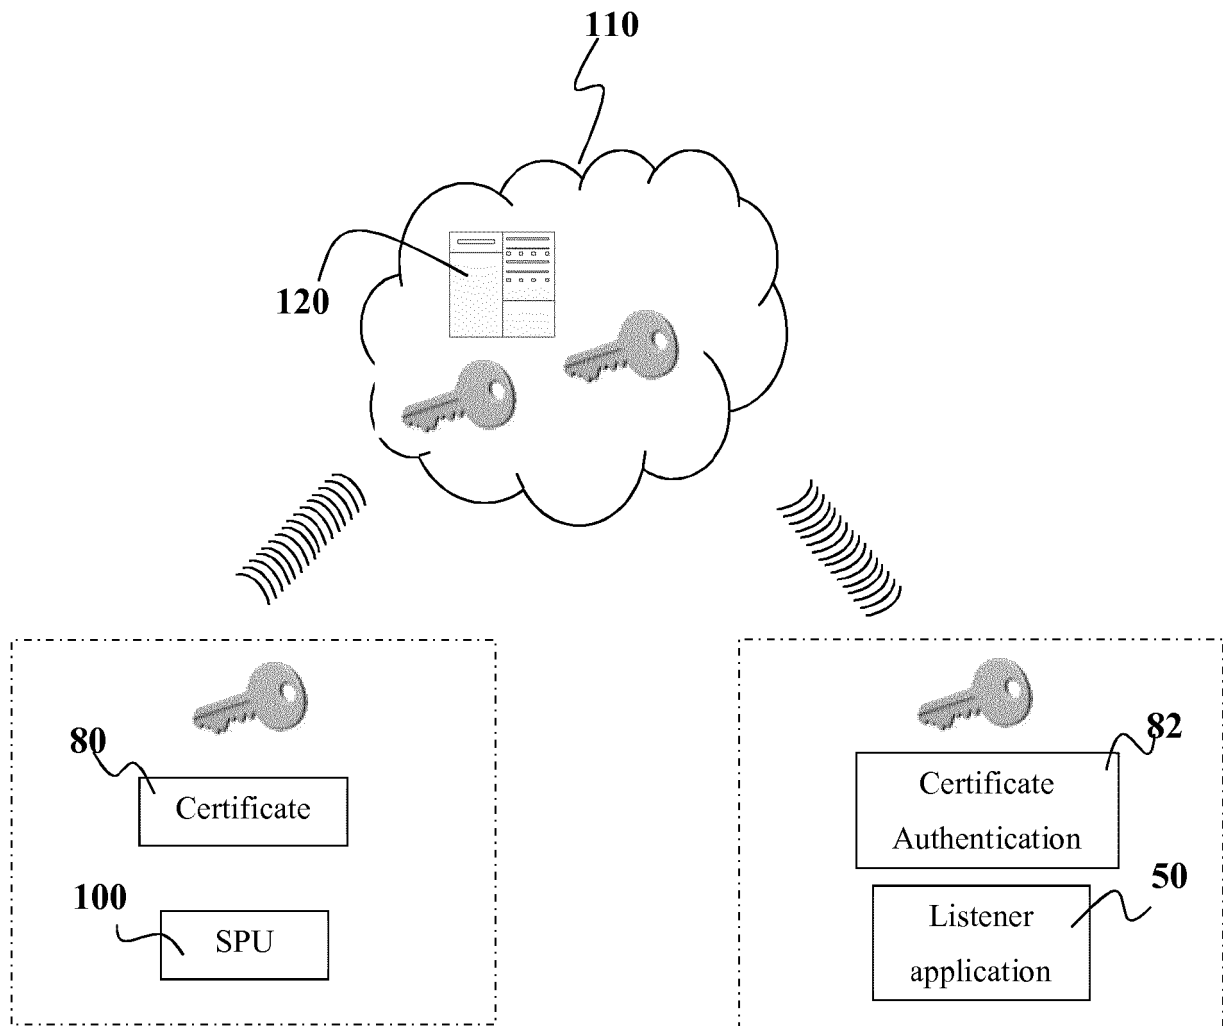 110
120
80
Certificate
100
SPU
82
Certificate
Authentication
50
Listener
application